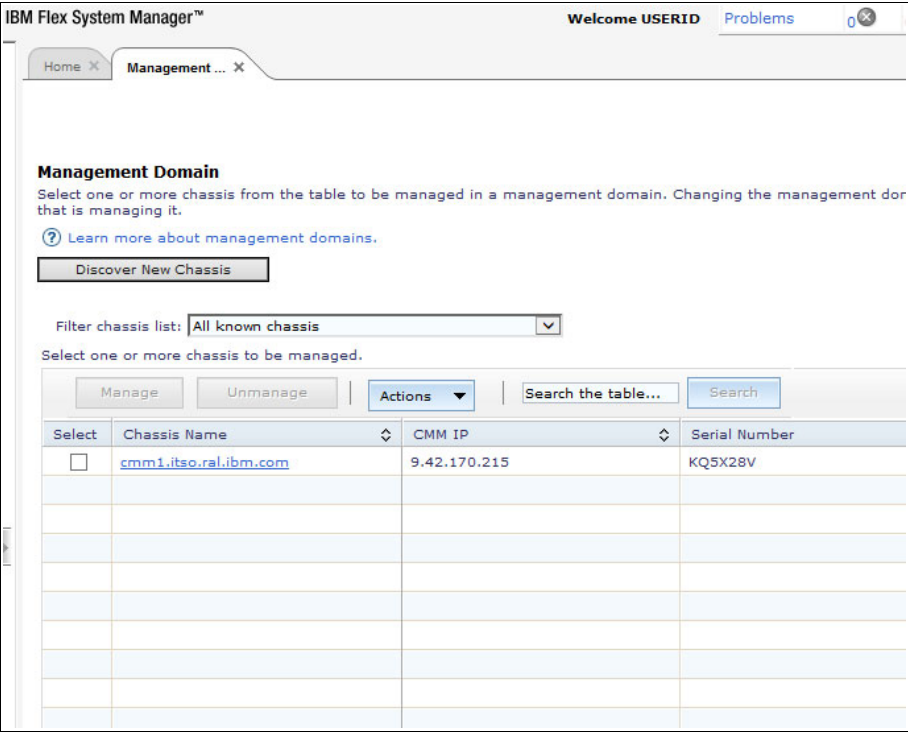 IBM Flex System Manager™
Welcome USERID Problems 0
Home Management ...
Management Domain
Select one or more chassis from the table to be managed in a management domain. Changing the management dor
that is managing it.
? Learn more about management domains.
Discover New Chassis
Filter chassis list: All known chassis
Select one or more chassis to be managed.
Manage Unmanage Actions Search the table... Search
Select Chassis Name CMM IP Serial Number
cmm1.itso.ral.ibm.com 9.42.170.215 KQ5X28V